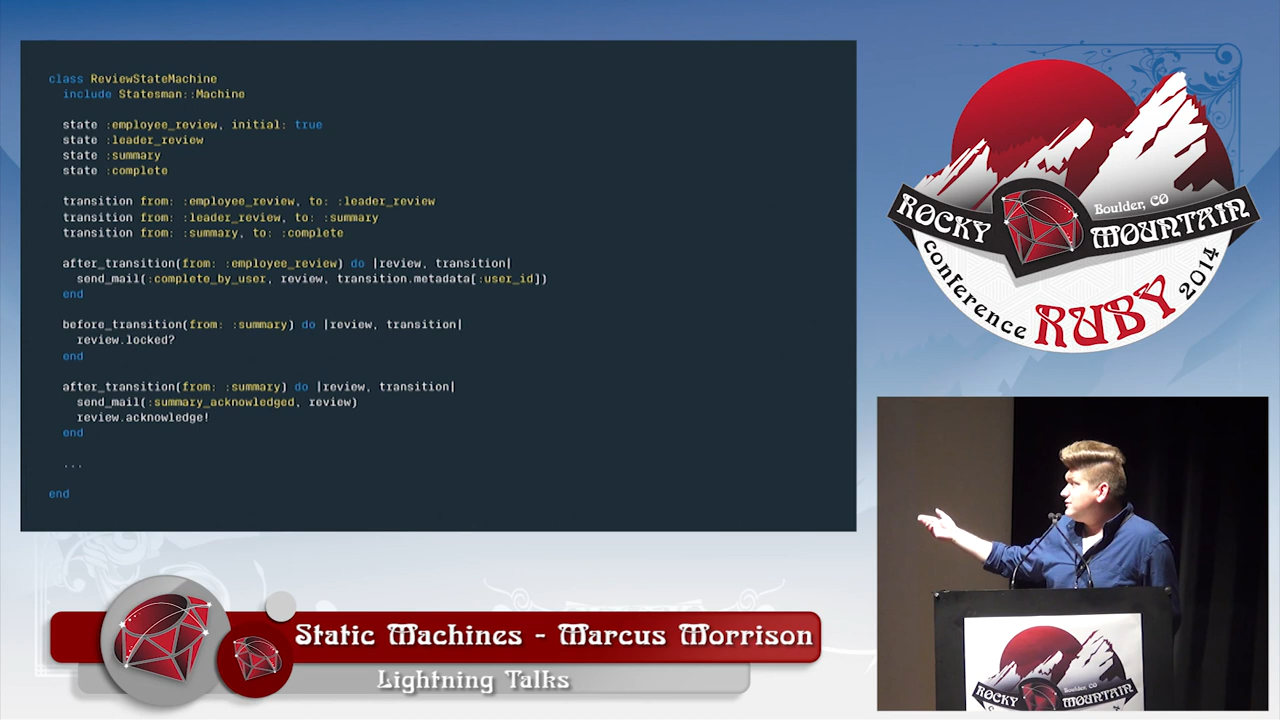 class ReviewStateMachine
include Statesman::Machine
state :employee_review, initial: true
state :leader_review
state :summary
state :complete
transition from: :employee_review, to: :leader_review
transition from: :leader_review, to: :summary
transition from: :summary, to: :complete
after_transition(from: :employee_review) do |review, transition|
send_mail(:complete_by_user, review, transition.metadata[:user_id])
end
before_transition(from: :summary) do |review, transition|
review.locked?
end
after_transition(from: :summary) do |review, transition|
send_mail(:summary_acknowledged, review)
review.acknowledge!
end
...
end
Boulder, CO
ROCKY MOUNTAIN
conference RUBY 2014
Static Machines - Marcus Morrison
Lightning Talks
Boulder, CO
ROCKY MOUNTAIN